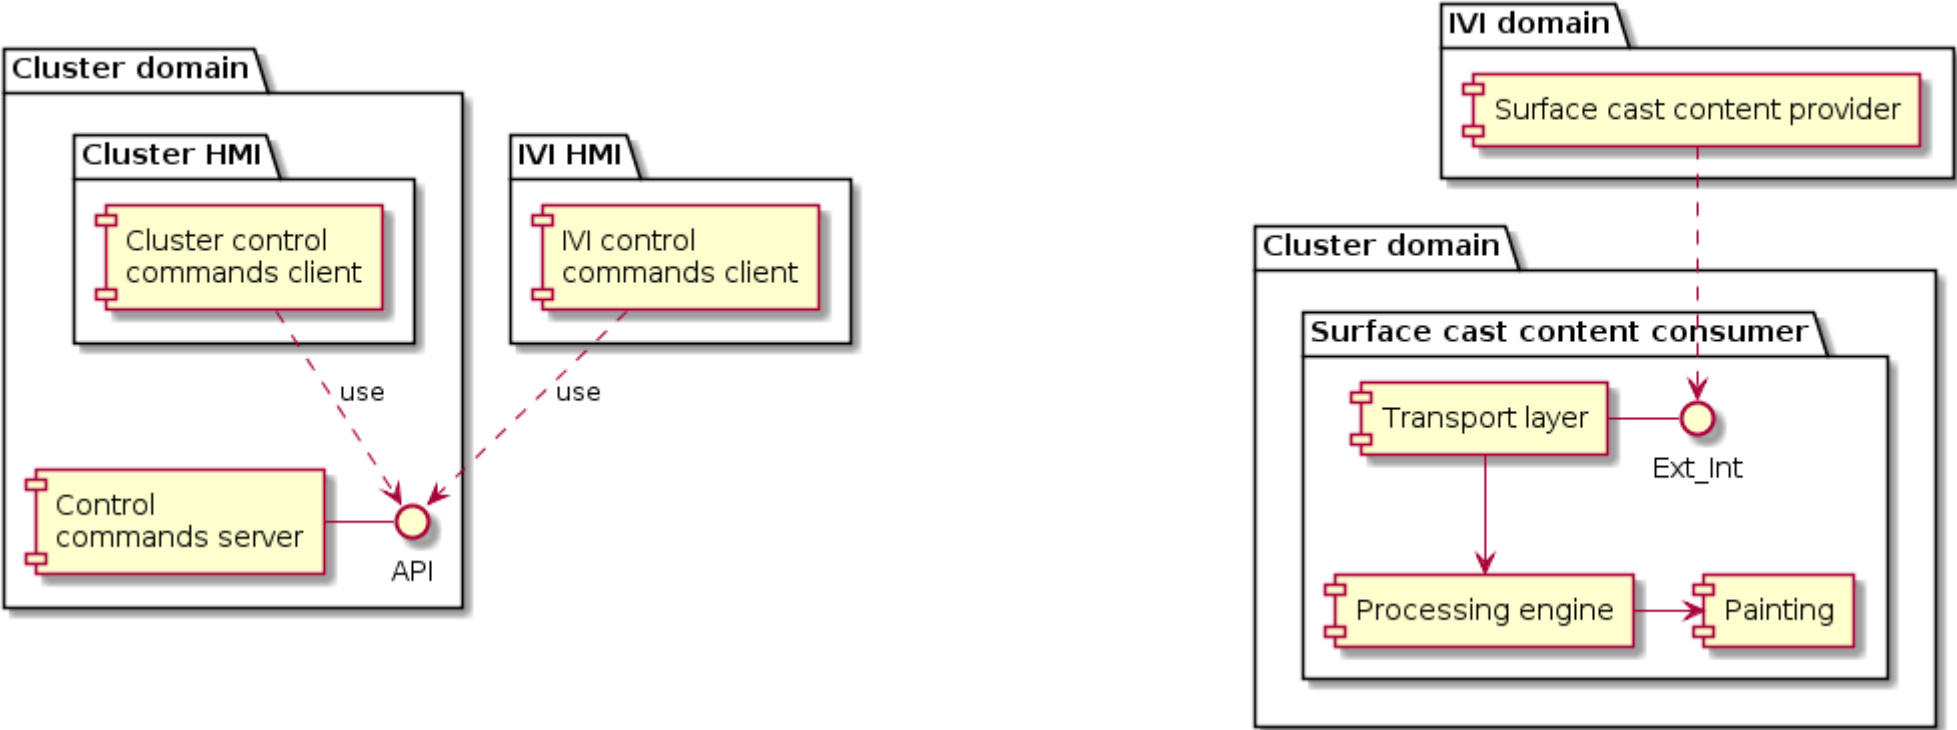 Cluster domain
Cluster HMI
Cluster control
commands client
IVI HMI
IVI control
commands client
use
use
Control
commands server
API
IVI domain
Surface cast content provider
Cluster domain
Surface cast content consumer
Transport layer
Ext_Int
Processing engine
Painting